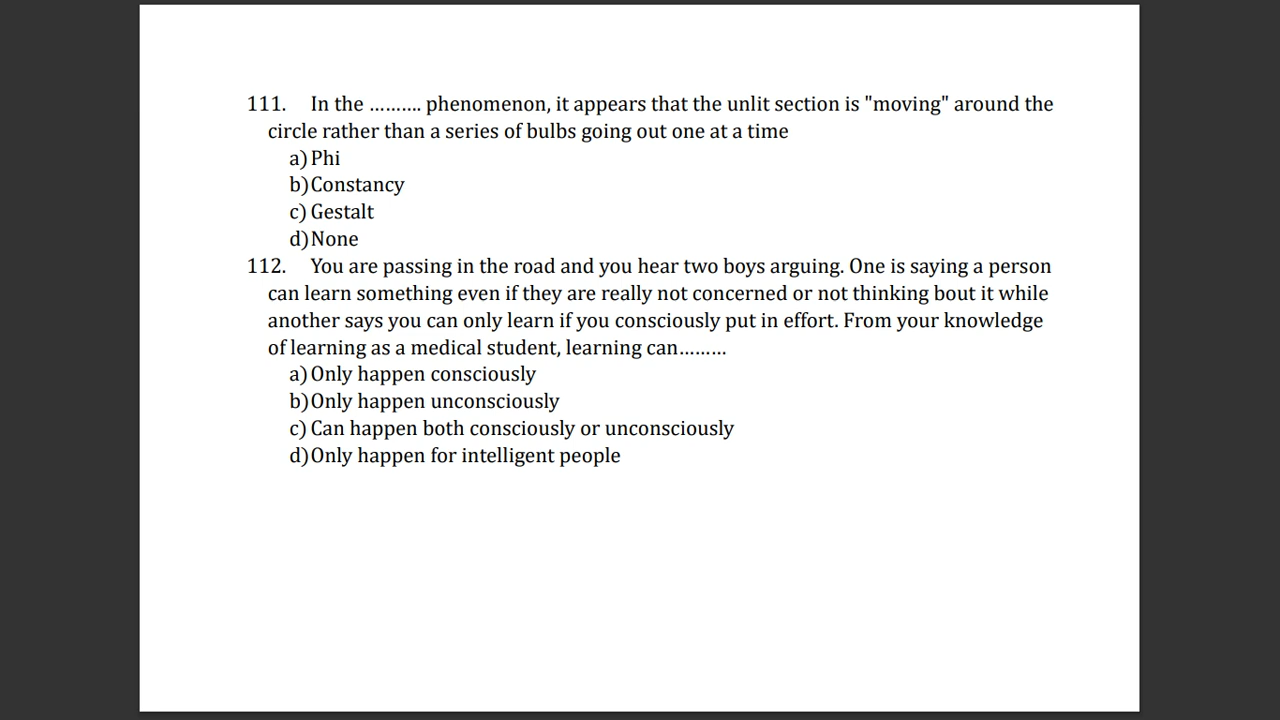 111. In the .......... phenomenon, it appears that the unlit section is "moving" around the
circle rather than a series of bulbs going out one at a time
a) Phi
b) Constancy
c) Gestalt
d) None
112. You are passing in the road and you hear two boys arguing. One is saying a person
can learn something even if they are really not concerned or not thinking bout it while
another says you can only learn if you consciously put in effort. From your knowledge
of learning as a medical student, learning can.........
a) Only happen consciously
b) Only happen unconsciously
c) Can happen both consciously or unconsciously
d) Only happen for intelligent people